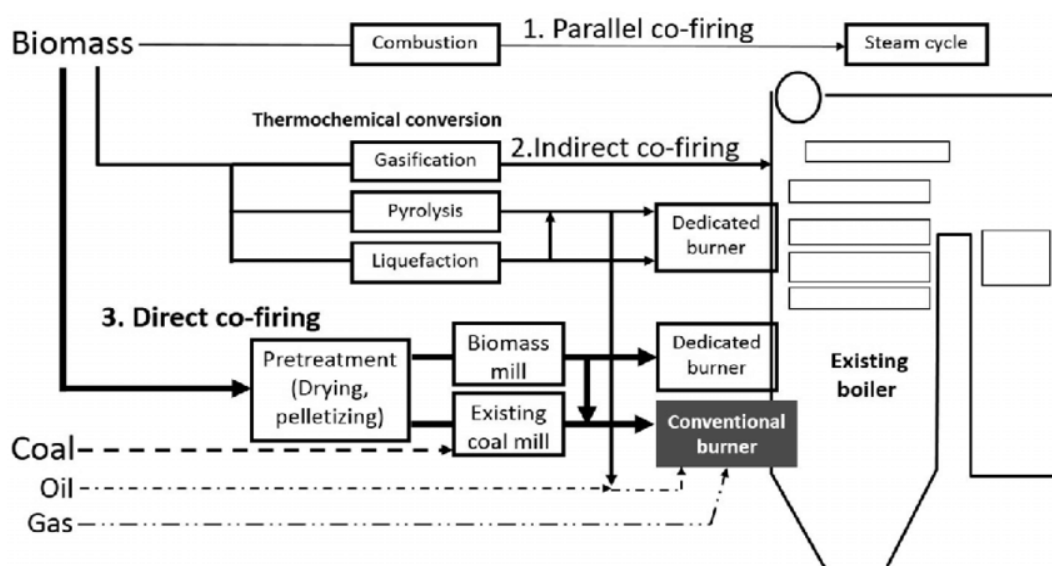 Biomass
Combustion
1. Parallel co-firing
Steam cycle
Thermochemical conversion
Gasification
2.Indirect co-firing
Pyrolysis
Liquefaction
Dedicated
burner
3. Direct co-firing
Pretreatment
(Drying,
pelletizing)
Biomass
mill
Existing
coal mill
Dedicated
burner
Conventional
burner
Existing
boiler
Coal
Oil
Gas